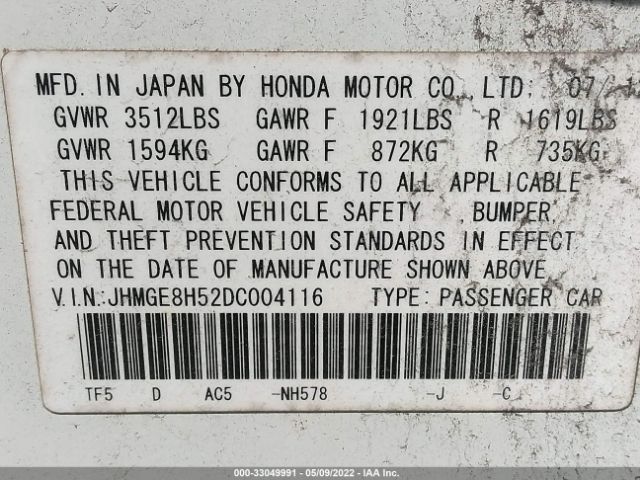 MFD. IN JAPAN BY HONDA MOTOR CO.,LTD. 07/
GVWR 3512LBS GAWR F 1921LBS R 1619LBS
GVWR 1594KG GAWR F 872KG R 735KG
THIS VEHICLE CONFORMS TO ALL APPLICABLE
FEDERAL MOTOR VEHICLE SAFETY , BUMPER,
AND THEFT PREVENTION STANDARDS IN EFFECT
ON THE DATE OF MANUFACTURE SHOWN ABOVE
V.I.N.:JHMGE8H52DC004116 TYPE: PASSENGER CAR
TF5 D AC5 -NH578 -J -C
000-33049991 - 05/09/2022 - IAA Inc.